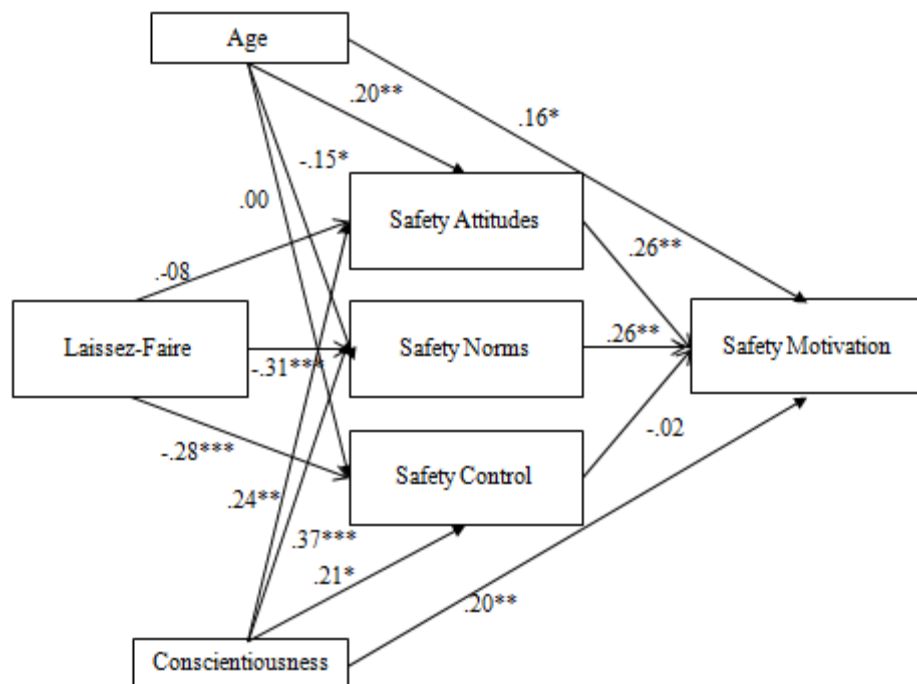 Age
.20**
.16*
-.15*
.00
Safety Attitudes
.-08
.26**
Laissez-Faire
Safety Norms
.26**
Safety Motivation
-.31***
-.28***
Safety Control
-.02
.24**
.37***
.21*
.20**
Conscientiousness